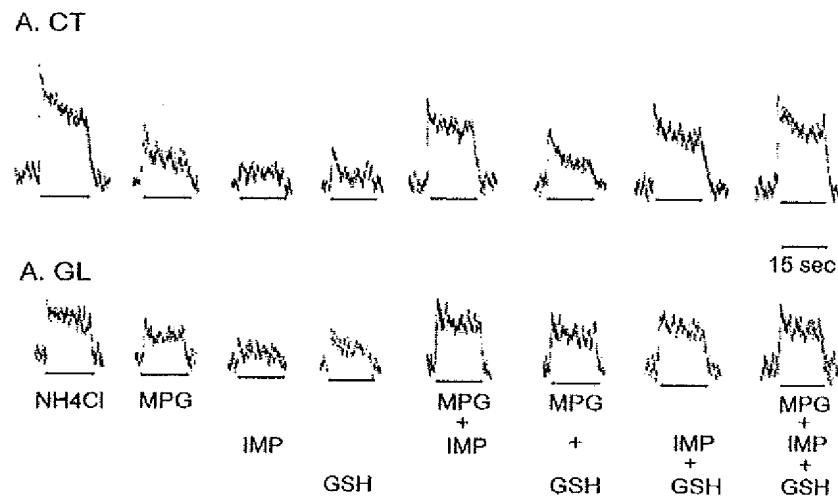 A. CT
15 sec
A. GL
NH4Cl
MPG
IMP
GSH
MPG
+
IMP
MPG
+
GSH
IMP
+
GSH
MPG
+
IMP
+
GSH